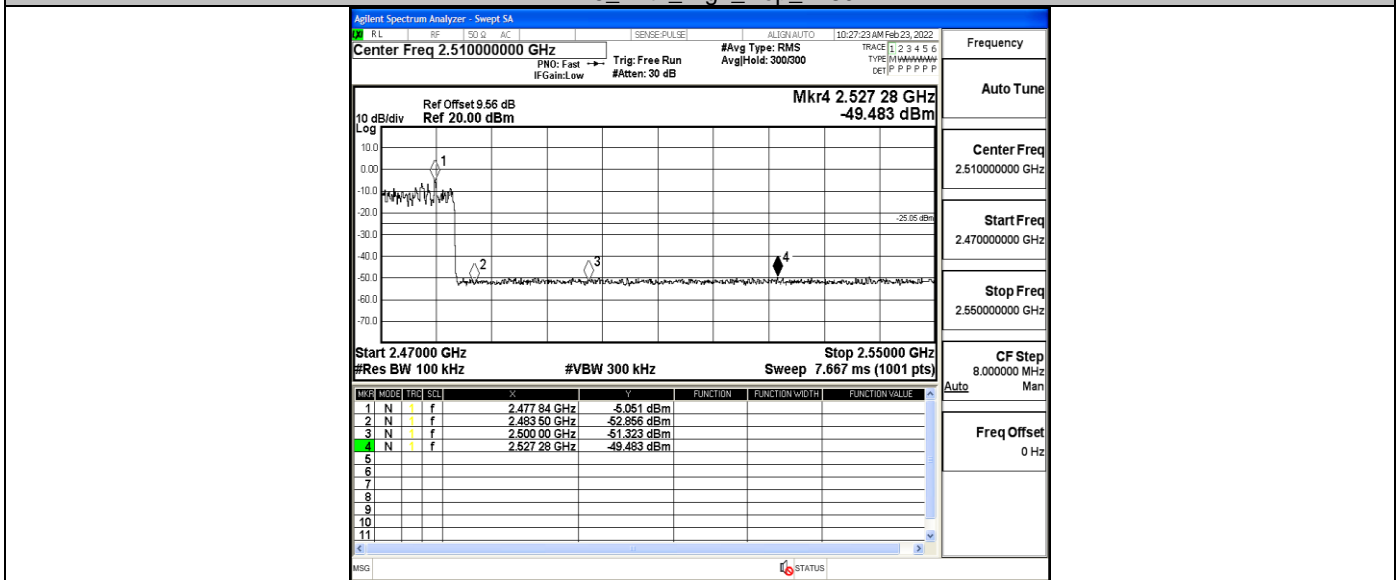 Agilent Spectrum Analyzer - Swept SA
LXI RL RF 50 Ω AC SENSE:PULSE ALIGN AUTO 10:27:23 AM Feb 23, 2022
Center Freq 2.510000000 GHz
PNO: Fast
IFGain:Low
Trig: Free Run
#Atten: 30 dB
#Avg Type: RMS
Avg|Hold: 300/300
TRACE 1 2 3 4 5 6
TYPE M W W W W W
DET P P P P P P
Ref Offset 9.56 dB
10 dB/div Ref 20.00 dBm
Log
Mkr4 2.527 28 GHz
-49.483 dBm
10.0
0.00
-10.0
-20.0
-30.0
-40.0
-50.0
-60.0
-70.0
1
2
3
4
-25.05 dBm
Start 2.47000 GHz Stop 2.55000 GHz
#Res BW 100 kHz #VBW 300 kHz Sweep 7.667 ms (1001 pts)
MKR MODE TRC SCL X Y FUNCTION FUNCTION WIDTH FUNCTION VALUE
1 N 1 f 2.477 84 GHz -5.051 dBm
2 N 1 f 2.483 50 GHz -52.856 dBm
3 N 1 f 2.500 00 GHz -51.323 dBm
4 N 1 f 2.527 28 GHz -49.483 dBm
5
6
7
8
9
10
11
MSG STATUS
Frequency
Auto Tune
Center Freq
2.510000000 GHz
Start Freq
2.470000000 GHz
Stop Freq
2.550000000 GHz
CF Step
8.000000 MHz
Auto Man
Freq Offset
0 Hz